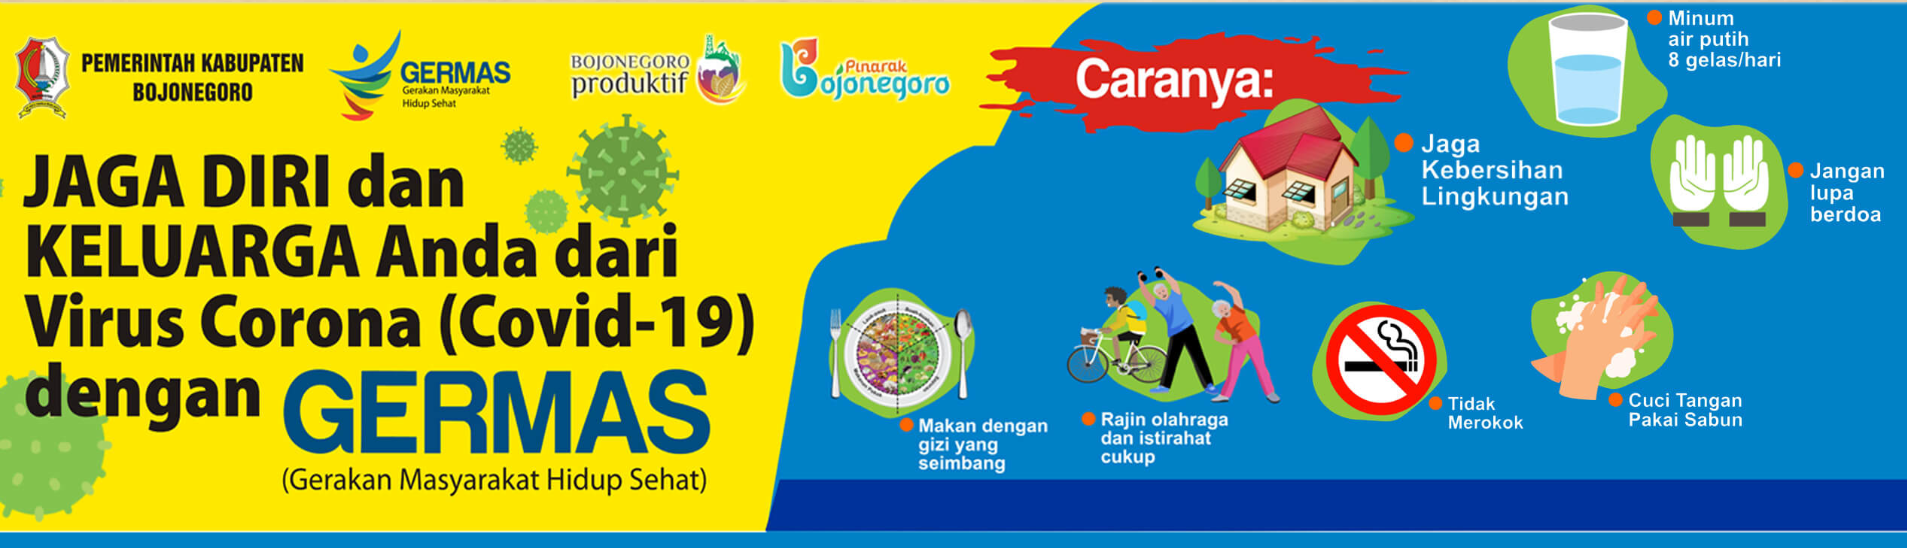 PEMERINTAH KABUPATEN
BOJONEGORO
GERMAS
Gerakan Masyarakat
Hidup Sehat
BOJONEGORO
produktif
Pinarak
Bojonegoro
JAGA DIRI dan
KELUARGA Anda dari
Virus Corona (Covid-19)
dengan GERMAS
(Gerakan Masyarakat Hidup Sehat)
Caranya:
Minum
air putih
8 gelas/hari
Jaga
Kebersihan
Lingkungan
Jangan
lupa
berdoa
Makan dengan
gizi yang
seimbang
Rajin olahraga
dan istirahat
cukup
Tidak
Merokok
Cuci Tangan
Pakai Sabun